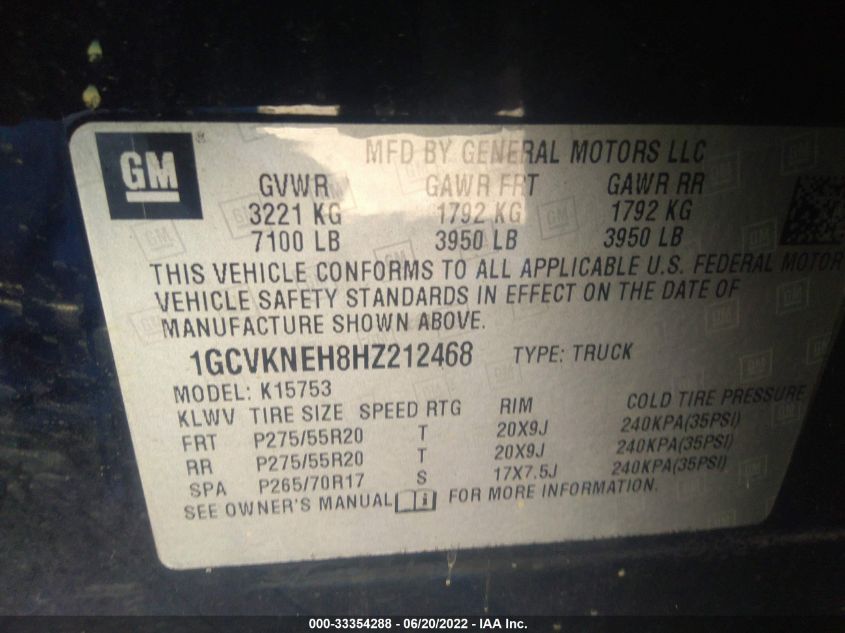 GM ®
MFD BY GENERAL MOTORS LLC
GVWR GAWR FRT GAWR RR
3221 KG 1792 KG 1792 KG
7100 LB 3950 LB 3950 LB
THIS VEHICLE CONFORMS TO ALL APPLICABLE U.S. FEDERAL MOTOR
VEHICLE SAFETY STANDARDS IN EFFECT ON THE DATE OF
MANUFACTURE SHOWN ABOVE.
1GCVKNEH8HZ212468 TYPE: TRUCK
MODEL: K15753
KLWV TIRE SIZE SPEED RTG RIM COLD TIRE PRESSURE
FRT P275/55R20 T 20X9J 240KPA(35PSI)
RR P275/55R20 T 20X9J 240KPA(35PSI)
SPA P265/70R17 S 17X7.5J 240KPA(35PSI)
SEE OWNER'S MANUAL i FOR MORE INFORMATION.
000-33354288 - 06/20/2022 - IAA Inc.